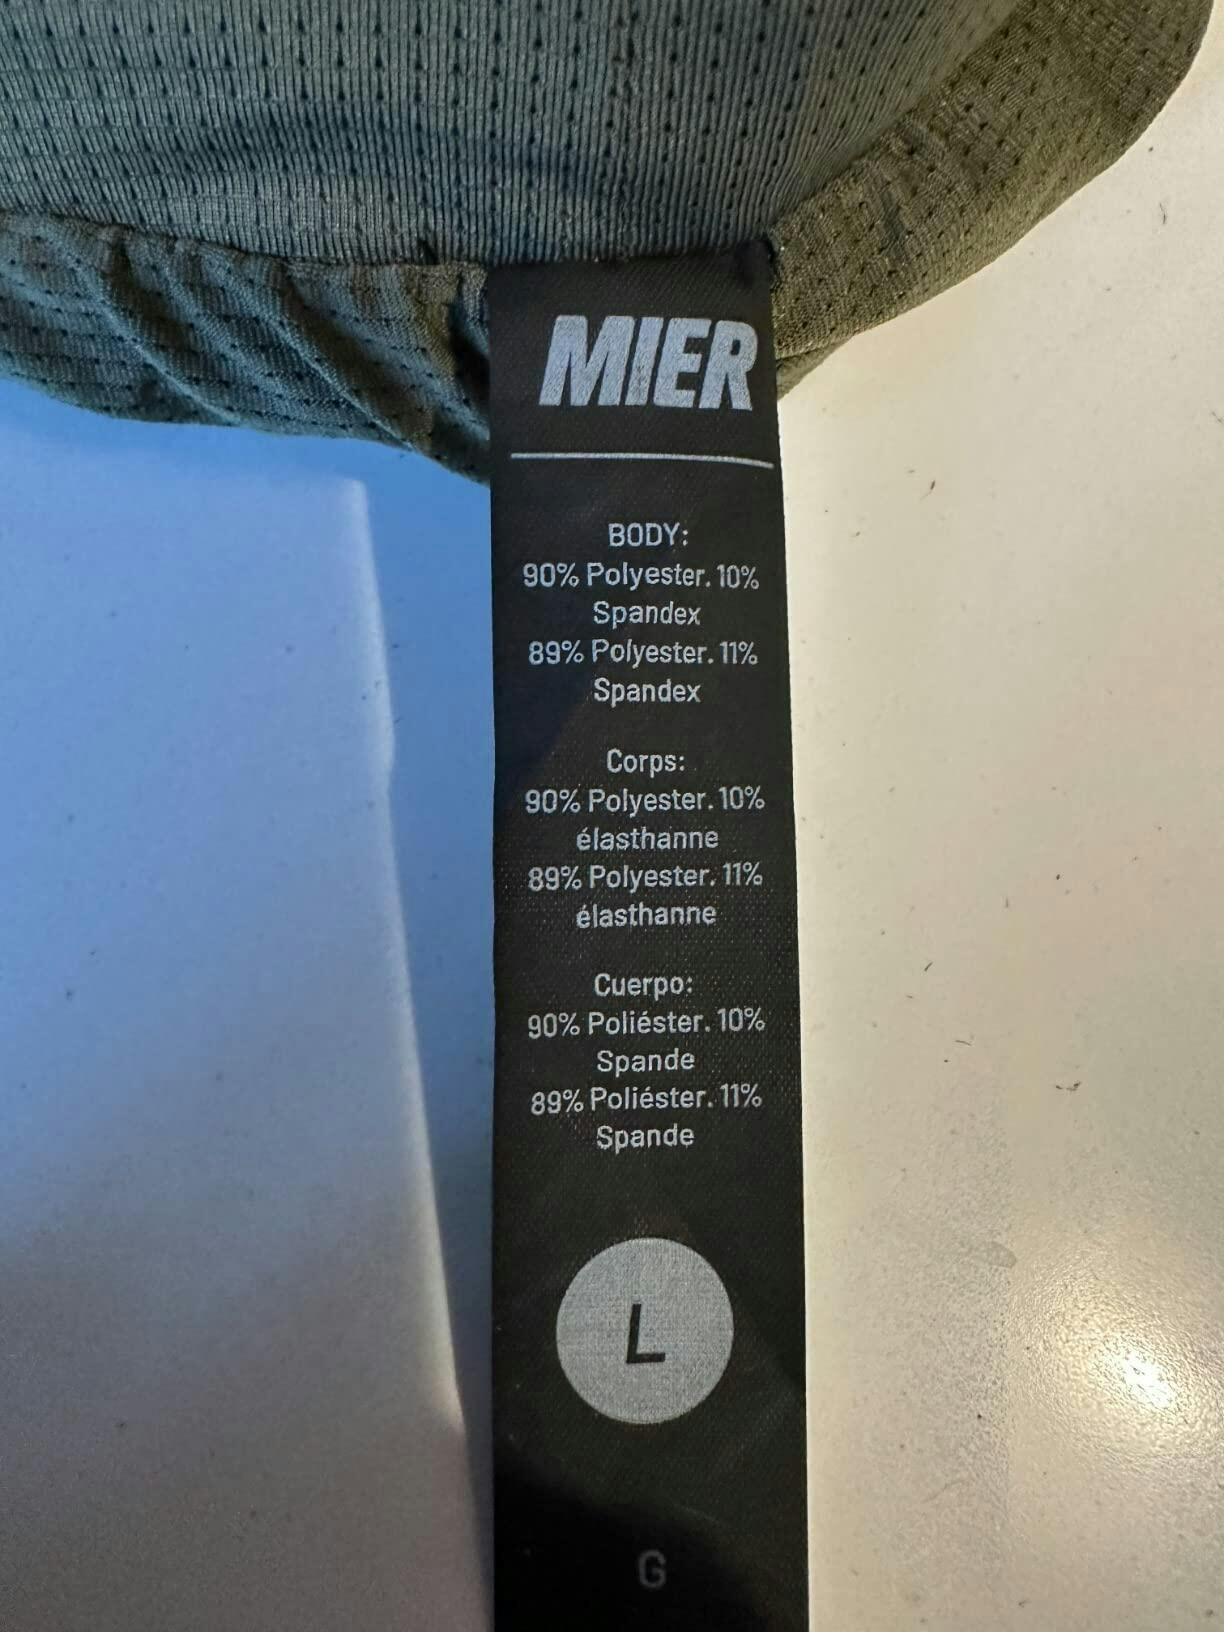 MIER
BODY:
90% Polyester. 10%
Spandex
89% Polyester. 11%
Spandex
Corps:
90% Polyester. 10%
élasthanne
89% Polyester. 11%
élasthanne
Cuerpo:
90% Poliéster. 10%
Spande
89% Poliéster. 11%
Spande
L
G